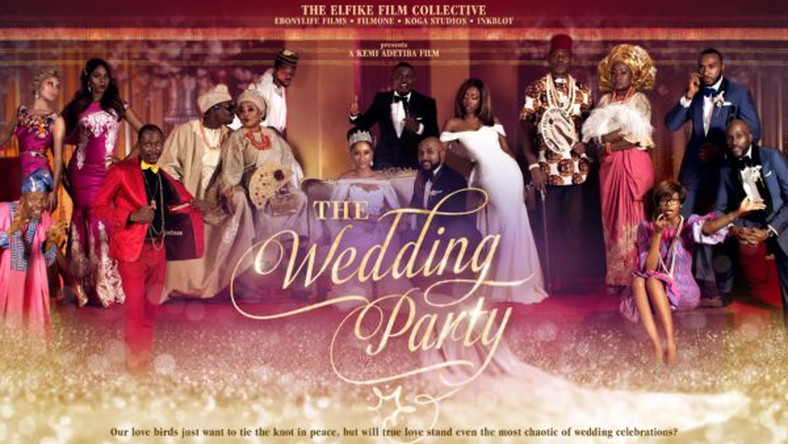 THE ELFIKE FILM COLLECTIVE
EBONYLIFE FILMS • FILMONE • KOGA STUDIOS • INKBLOT
presents
A KEMI ADETIBA FILM
THE
Wedding
Party
Our love birds just want to tie the knot in peace, but will true love stand even the most chaotic of wedding celebrations?